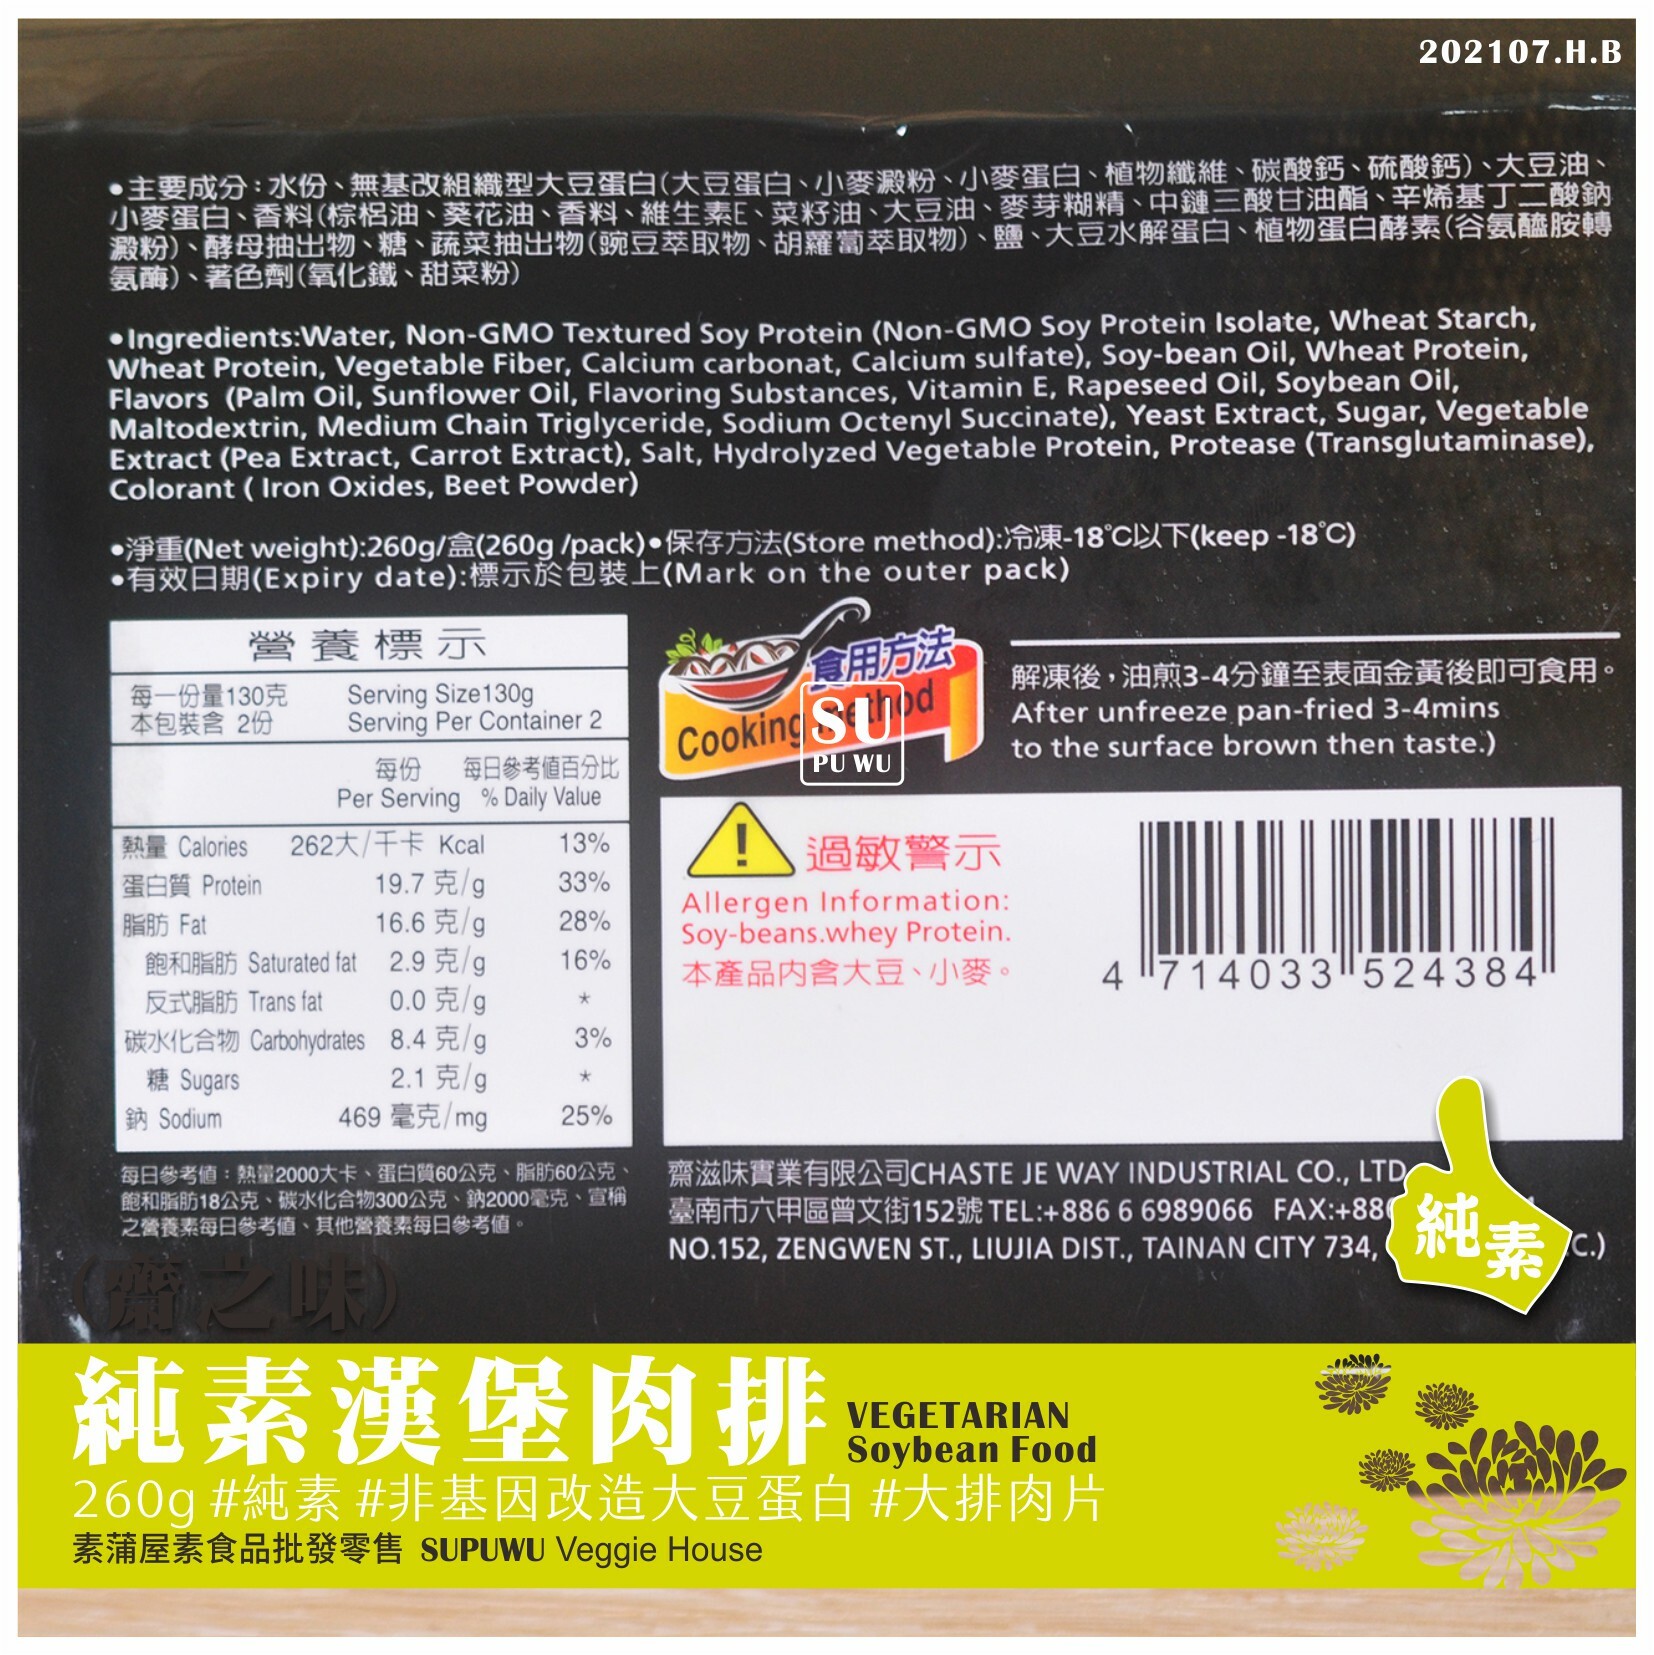 202107.H.B
•主要成分:水份、無基改組織型大豆蛋白(大豆蛋白、小麥澱粉、小麥蛋白、植物纖維、碳酸鈣、硫酸鈣)、大豆油、
小麥蛋白、香料(棕梠油、葵花油、香料、維生素E、菜籽油、大豆油、麥芽糊精、中鏈三酸甘油酯、辛烯基丁二酸鈉
澱粉)、酵母抽出物、糖、蔬菜抽出物(豌豆萃取物、胡蘿蔔萃取物)、鹽、大豆水解蛋白、植物蛋白酵素(谷氨醯胺轉
氨酶)、著色劑(氧化鐵、甜菜粉)
•Ingredients:Water, Non-GMO Textured Soy Protein (Non-GMO Soy Protein Isolate, Wheat Starch,
Wheat Protein, Vegetable Fiber, Calcium carbonat, Calcium sulfate), Soy-bean Oil, Wheat Protein,
Flavors (Palm Oil, Sunflower Oil, Flavoring Substances, Vitamin E, Rapeseed Oil, Soybean Oil,
Maltodextrin, Medium Chain Triglyceride, Sodium Octenyl Succinate), Yeast Extract, Sugar, Vegetable
Extract (Pea Extract, Carrot Extract), Salt, Hydrolyzed Vegetable Protein, Protease (Transglutaminase),
Colorant ( Iron Oxides, Beet Powder)
•淨重(Net weight):260g/盒(260g /pack)•保存方法(Store method):冷凍-18℃以下(keep -18℃)
•有效日期(Expiry date):標示於包裝上(Mark on the outer pack)
營養標示
每一份量130克 Serving Size130g
本包裝含 2份 Serving Per Container 2
每份 每日參考值百分比
Per Serving % Daily Value
熱量 Calories 262大/千卡 Kcal 13%
蛋白質 Protein 19.7 克/g 33%
脂肪 Fat 16.6 克/g 28%
飽和脂肪 Saturated fat 2.9 克/g 16%
反式脂肪 Trans fat 0.0 克/g *
碳水化合物 Carbohydrates 8.4 克/g 3%
糖 Sugars 2.1 克/g *
鈉 Sodium 469 毫克/mg 25%
每日參考值：熱量2000大卡、蛋白質60公克、脂肪60公克、
飽和脂肪18公克、碳水化合物300公克、鈉2000毫克、宣稱
之營養素每日參考值、其他營養素每日參考值。
食用方法
Cooking method
SU
PU WU
解凍後，油煎3-4分鐘至表面金黃後即可食用。
After unfreeze pan-fried 3-4mins
to the surface brown then taste.)
過敏警示
Allergen Information:
Soy-beans.whey Protein.
本產品內含大豆、小麥。
4 714033 524384
齋滋味實業有限公司CHASTE JE WAY INDUSTRIAL CO., LTD
臺南市六甲區曾文街152號 TEL:+886 6 6989066 FAX:+88
NO.152, ZENGWEN ST., LIUJIA DIST., TAINAN CITY 734, C.)
純素
(齋之味)
純素漢堡肉排 VEGETARIAN
Soybean Food
260g #純素 #非基因改造大豆蛋白 #大排肉片
素蒲屋素食品批發零售 SUPUWU Veggie House